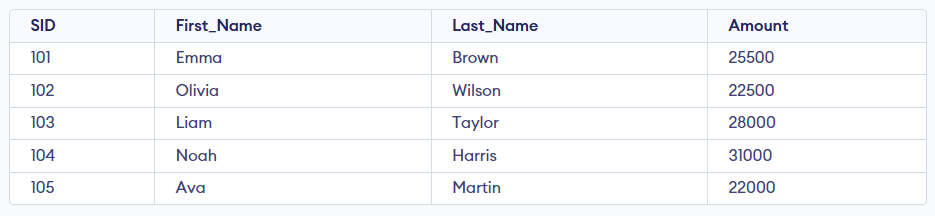 SID First_Name Last_Name Amount
101 Emma Brown 25500
102 Olivia Wilson 22500
103 Liam Taylor 28000
104 Noah Harris 31000
105 Ava Martin 22000